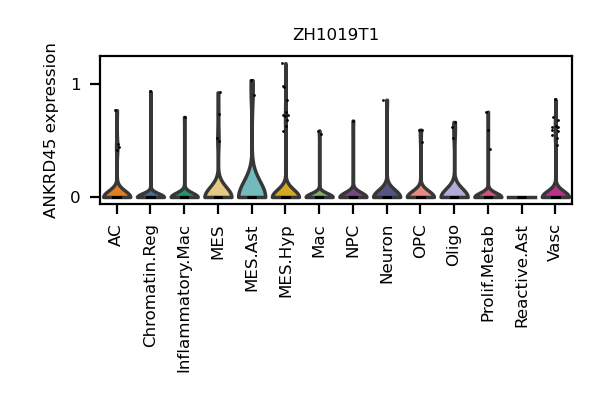 ZH1019T1
ANKRD45 expression
1
0
AC
Chromatin.Reg
Inflammatory.Mac
MES
MES.Ast
MES.Hyp
Mac
NPC
Neuron
OPC
Oligo
Prolif.Metab
Reactive.Ast
Vasc